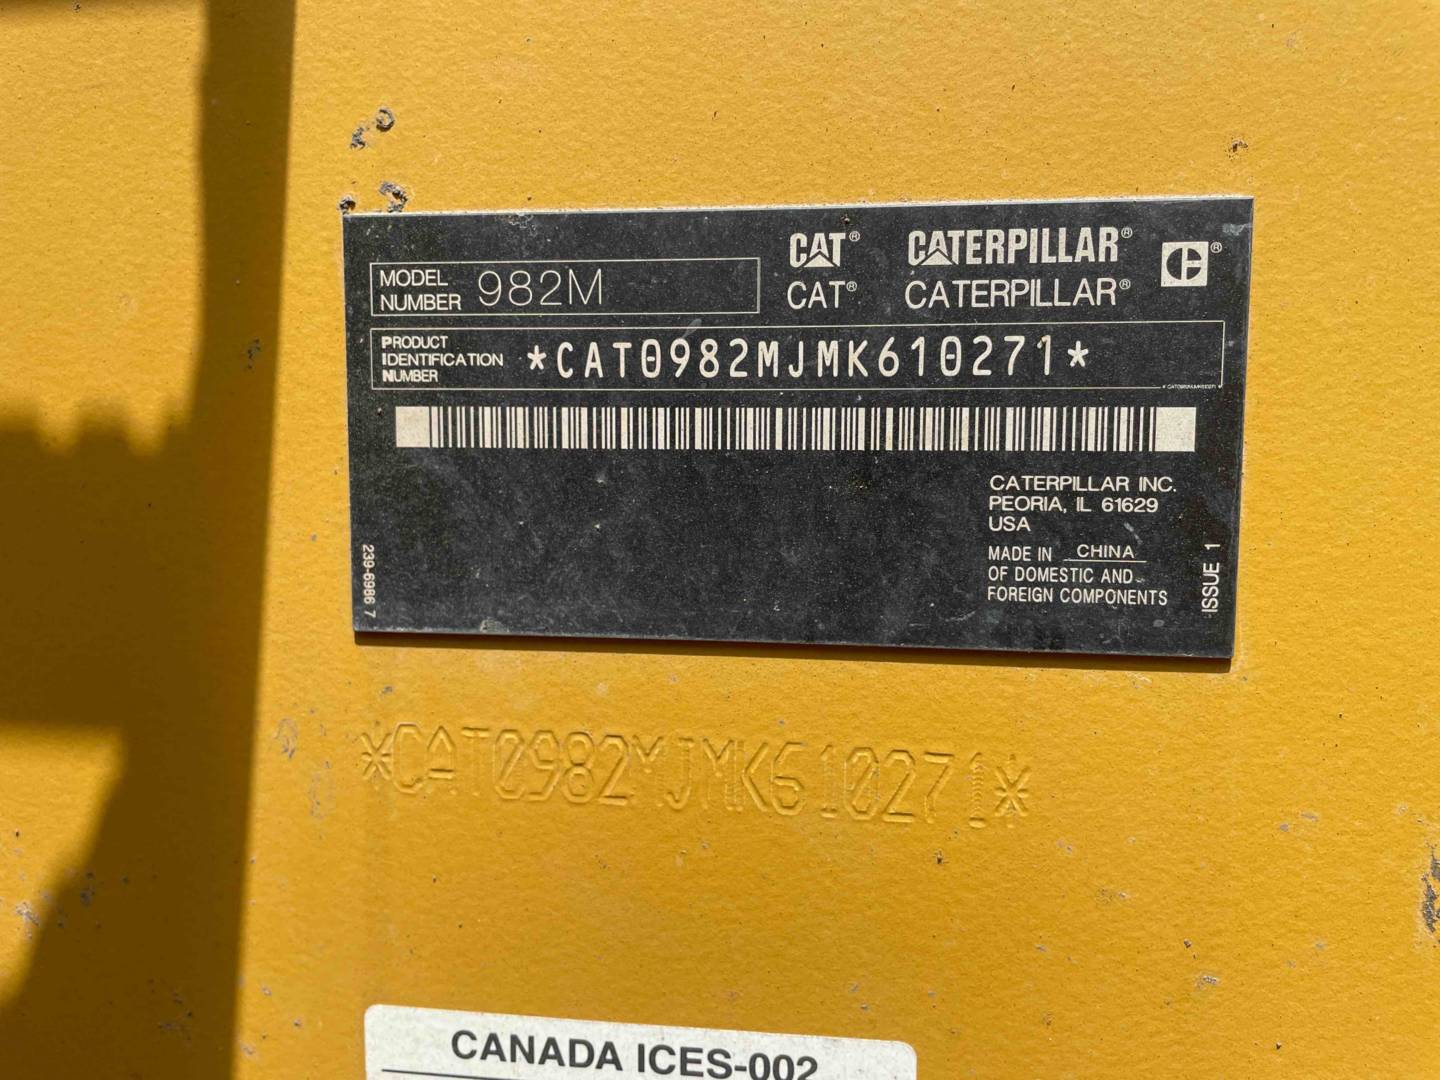 MODEL
NUMBER 982M
CAT® CATERPILLAR®
CAT® CATERPILLAR®
PRODUCT
IDENTIFICATION
NUMBER
*CAT0982MJMK610271*
CATERPILLAR INC.
PEORIA, IL 61629
USA
MADE IN CHINA
OF DOMESTIC AND
FOREIGN COMPONENTS
239-6986 7
ISSUE 1
*CAT0982MJMK610271*
CANADA ICES-002